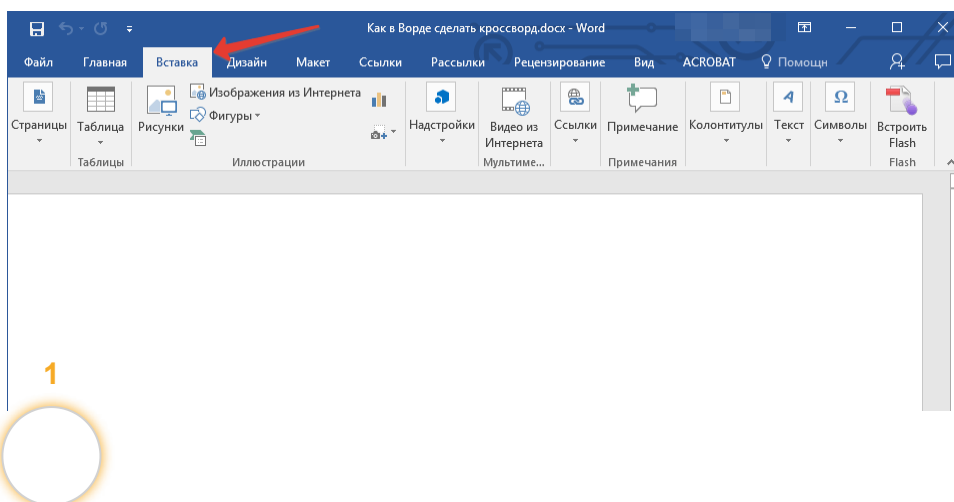 Как в Ворде сделать кроссворд.docx - Word
Файл Главная Вставка Дизайн Макет Ссылки Рассылки Рецензирование Вид ACROBAT Помощн
Страницы Таблица Рисунки Изображения из Интернета Фигуры Надстройки Видео из Интернета Ссылки Примечание Колонтитулы Текст Символы Встроить Flash
Таблицы Иллюстрации Мультиме... Примечания Flash
1